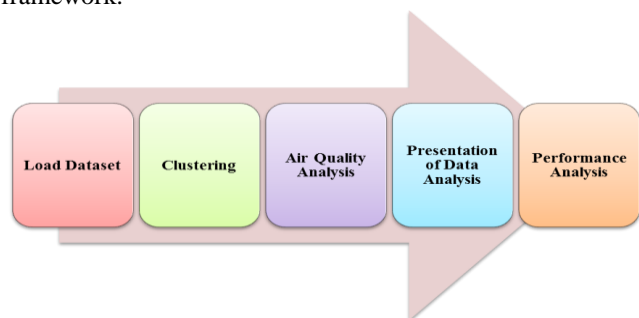 framework.
Load Dataset
Clustering
Air Quality
Analysis
Presentation
of Data
Analysis
Performance
Analysis